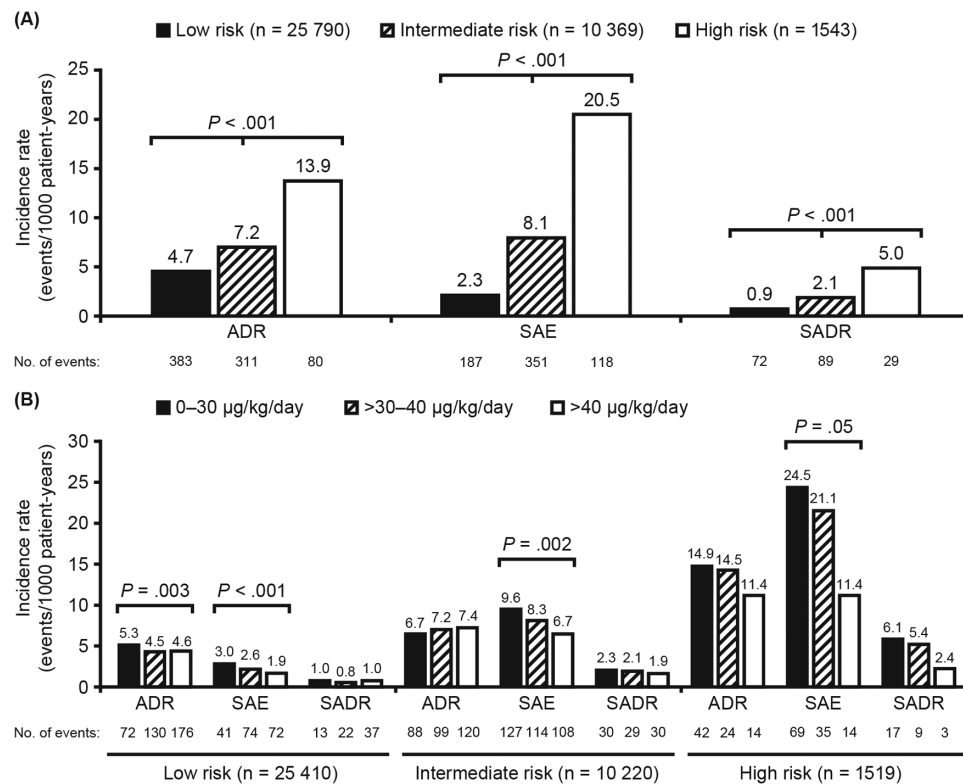 (A)
Low risk (n = 25 790) Intermediate risk (n = 10 369) High risk (n = 1543)
Incidence rate
(events/1000 patient-years)
25
20
15
10
5
0
P < .001
P < .001
P < .001
4.7 7.2 13.9
2.3 8.1 20.5
0.9 2.1 5.0
ADR SAE SADR
No. of events: 383 311 80 187 351 118 72 89 29
(B)
0–30 µg/kg/day >30–40 µg/kg/day >40 µg/kg/day
Incidence rate
(events/1000 patient-years)
30
25
20
15
10
5
0
P = .003 P < .001 P = .002 P = .05
5.3 4.5 4.6 3.0 2.6 1.9 1.0 0.8 1.0 6.7 7.2 7.4 9.6 8.3 6.7 2.3 2.1 1.9 14.9 14.5 11.4 24.5 21.1 11.4 6.1 5.4 2.4
ADR SAE SADR ADR SAE SADR ADR SAE SADR
No. of events: 72 130 176 41 74 72 13 22 37 88 99 120 127 114 108 30 29 30 42 24 14 69 35 14 17 9 3
Low risk (n = 25 410) Intermediate risk (n = 10 220) High risk (n = 1519)